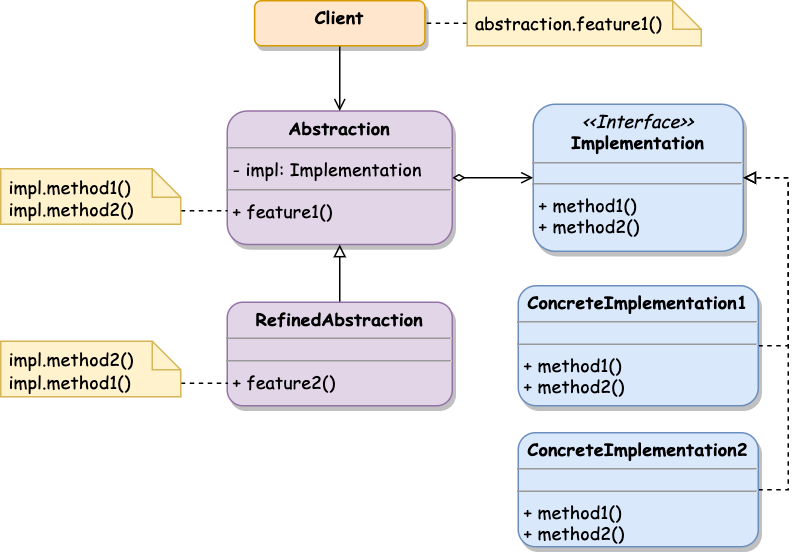 Client
abstraction.feature1()
Abstraction
- impl: Implementation
+ feature1()
impl.method1()
impl.method2()
<<Interface>>
Implementation
+ method1()
+ method2()
RefinedAbstraction
+ feature2()
impl.method2()
impl.method1()
ConcreteImplementation1
+ method1()
+ method2()
ConcreteImplementation2
+ method1()
+ method2()